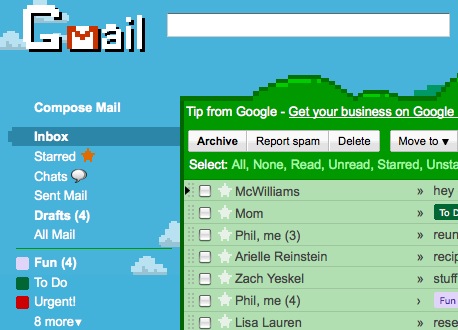 Gmail
Compose Mail
Inbox
Starred
Chats
Sent Mail
Drafts (4)
All Mail
Fun (4)
To Do
Urgent!
8 more▾
Tip from Google - Get your business on Google
Archive Report spam Delete Move to ▾
Select: All, None, Read, Unread, Starred, Unsta
McWilliams » hey
Mom » To D
Phil, me (3) » reun
Arielle Reinstein » recip
Zach Yeskel » stuff
Phil, me (4) › Fun
Lisa Lauren » rese